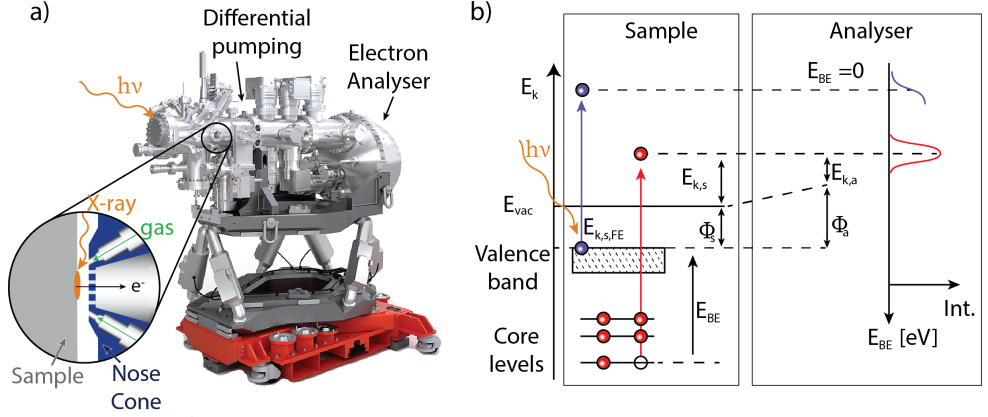 a)
Differential
pumping
Electron
Analyser
hν
X-ray
gas
e-
Sample
Nose
Cone
b)
Sample
Analyser
E_k
E_BE =0
hν
E_k,s
E_k,a
E_vac
E_k,s,FE
Φ_s
Φ_a
Valence
band
E_BE
Int.
Core
levels
E_BE [eV]